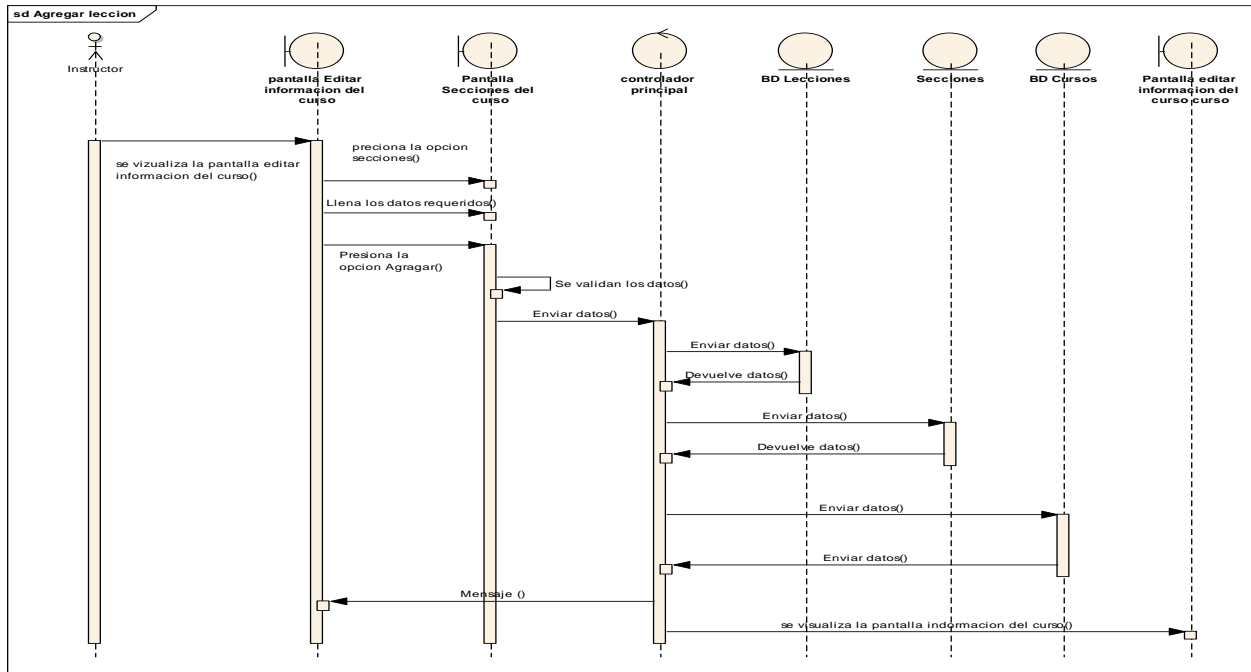 sd Agregar leccion
Instructor
pantalla Editar
informacion del
curso
Pantalla
Secciones del
curso
controlador
principal
BD Lecciones
Secciones
BD Cursos
Pantalla editar
informacion del
curso curso
se vizualiza la pantalla editar
informacion del curso()
preciona la opcion
secciones()
Llena los datos requeridos()
Presiona la
opcion Agragar()
Se validan los datos()
Enviar datos()
Enviar datos()
Devuelve datos()
Enviar datos()
Devuelve datos()
Enviar datos()
Enviar datos()
Mensaje ()
se visualiza la pantalla indormacion del curso()